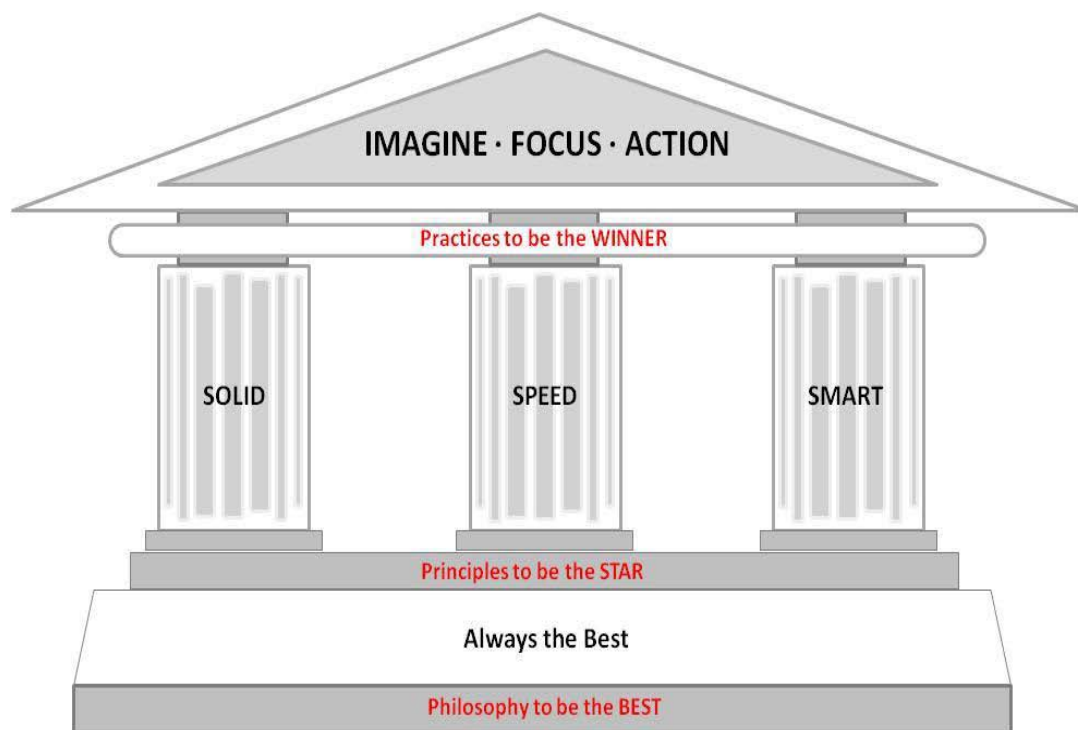 IMAGINE · FOCUS · ACTION
Practices to be the WINNER
SOLID
SPEED
SMART
Principles to be the STAR
Always the Best
Philosophy to be the BEST